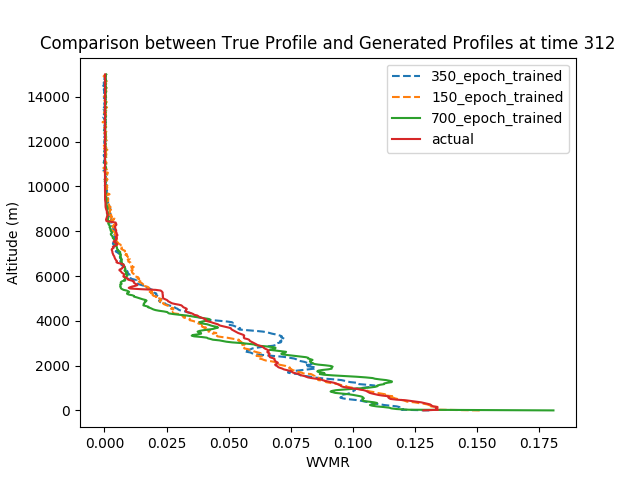 Comparison between True Profile and Generated Profiles at time 312
350_epoch_trained
150_epoch_trained
700_epoch_trained
actual
14000
12000
10000
8000
6000
4000
2000
0
Altitude (m)
0.000 0.025 0.050 0.075 0.100 0.125 0.150 0.175
WVMR